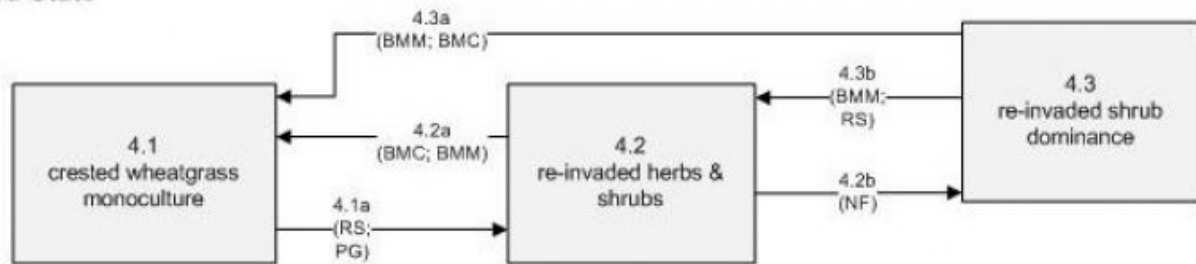 4.3a
(BMM; BMC)
4.1
crested wheatgrass
monoculture
4.2a
(BMC; BMM)
4.1a
(RS;
PG)
4.2
re-invaded herbs &
shrubs
4.3b
(BMM;
RS)
4.2b
(NF)
4.3
re-invaded shrub
dominance